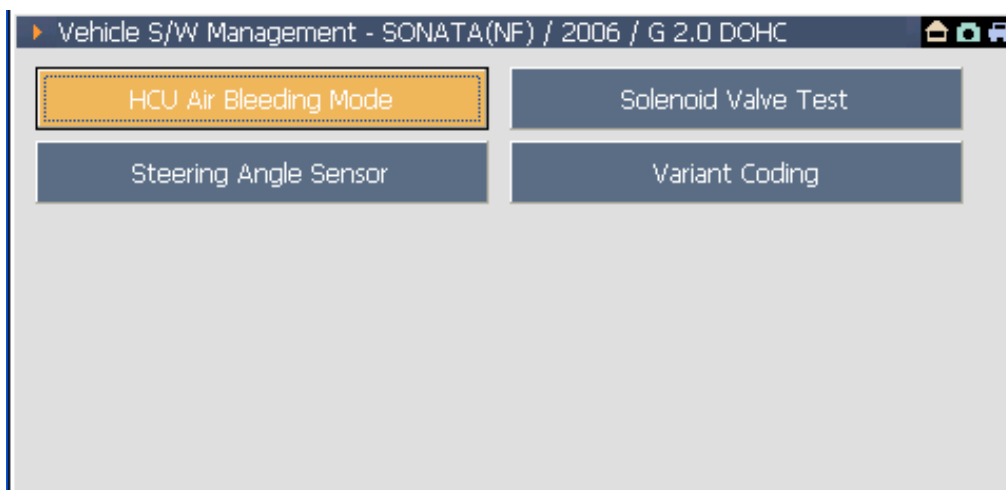 Vehicle S/W Management - SONATA(NF) / 2006 / G 2.0 DOHC
HCU Air Bleeding Mode
Solenoid Valve Test
Steering Angle Sensor
Variant Coding